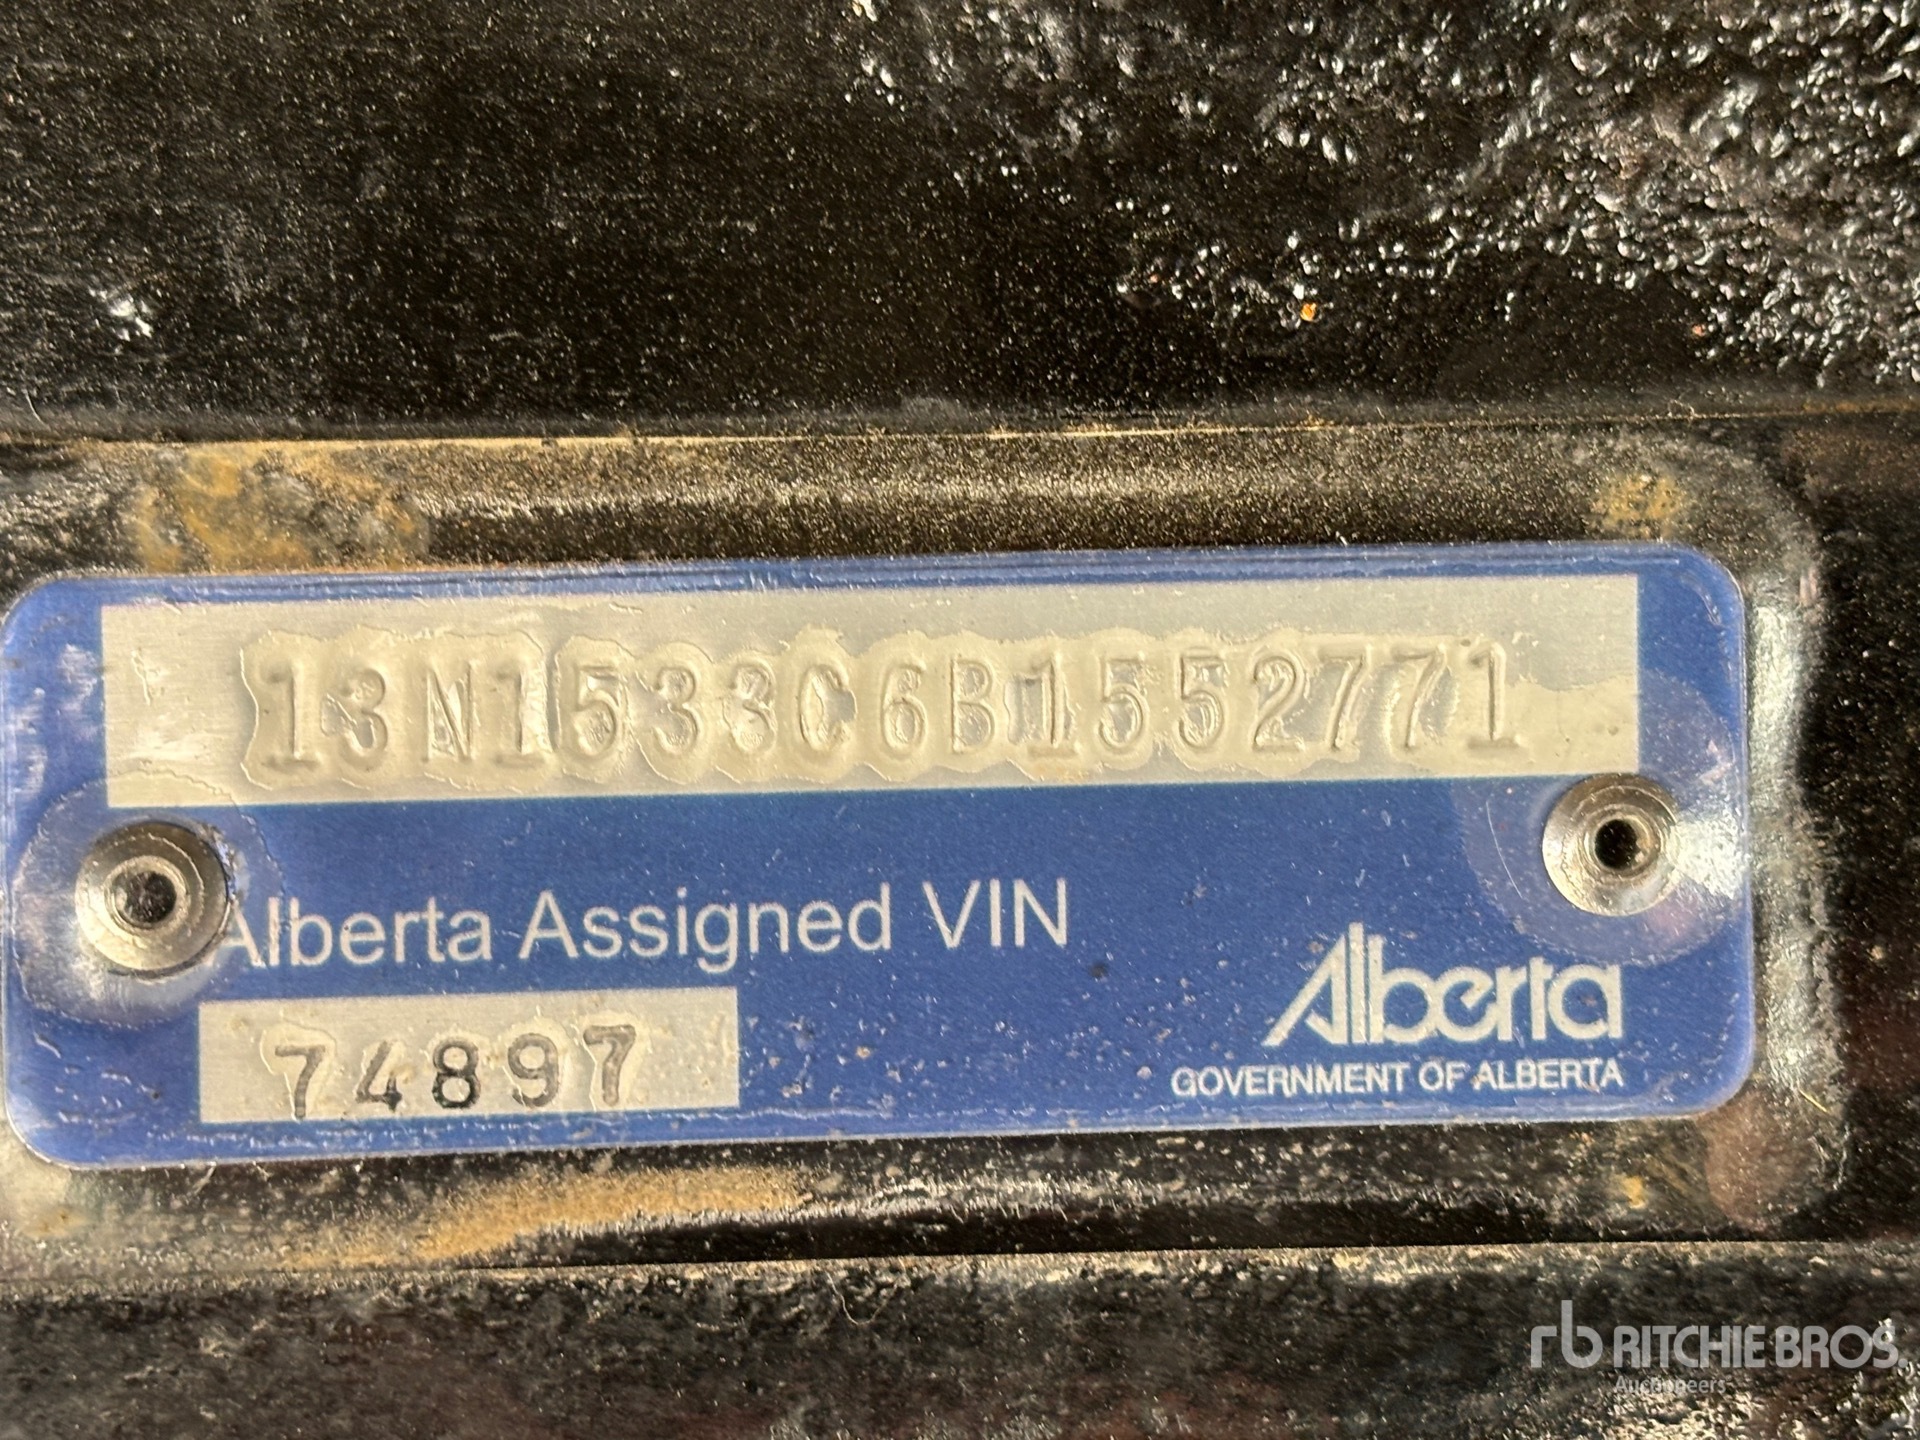 13N1533C6B1552771
Alberta Assigned VIN
74897
Alberta
GOVERNMENT OF ALBERTA
rb RITCHIE BROS.
Auctioneers